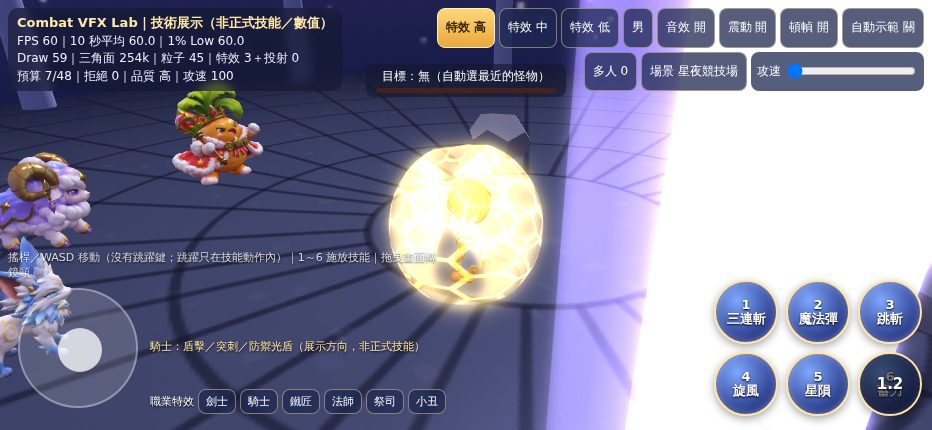 Combat VFX Lab｜技術展示（非正式技能／數值）
FPS 60｜10 秒平均 60.0｜1% Low 60.0
Draw 59｜三角面 254k｜粒子 45｜特效 3＋投射 0
預算 7/48｜拒絕 0｜品質 高｜攻速 100
特效 高
特效 中
特效 低
男
音效 開
震動 開
頓幀 開
自動示範 關
多人 0
場景 星夜競技場
攻速
目標：無（自動選最近的怪物）
搖桿／WASD 移動（沒有跳躍鍵；跳躍只在技能動作內）｜1～6 施放技能｜拖曳畫面轉
鏡頭
騎士：盾擊／突刺／防禦光盾（展示方向，非正式技能）
職業特效
劍士
騎士
鐵匠
法師
祭司
小丑
1
三連斬
2
魔法彈
3
跳斬
4
旋風
5
星隕
6
1.2